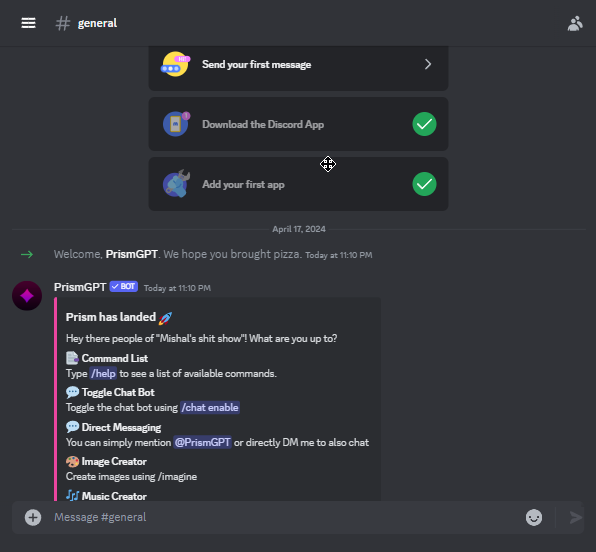 # general
Send your first message
Download the Discord App
Add your first app
April 17, 2024
Welcome, PrismGPT. We hope you brought pizza. Today at 11:10 PM
PrismGPT ✓ BOT Today at 11:10 PM
Prism has landed 🚀
Hey there people of "Mishal's shit show"! What are you up to?
Command List
Type /help to see a list of available commands.
Toggle Chat Bot
Toggle the chat bot using /chat enable
Direct Messaging
You can simply mention @PrismGPT or directly DM me to also chat
Image Creator
Create images using /imagine
Music Creator
Message #general